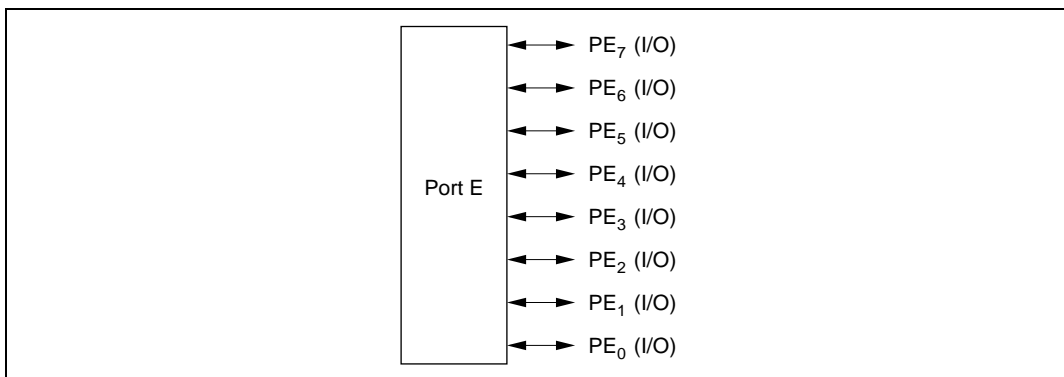 PE₇ (I/O)
PE₆ (I/O)
PE₅ (I/O)
PE₄ (I/O)
Port E
PE₃ (I/O)
PE₂ (I/O)
PE₁ (I/O)
PE₀ (I/O)